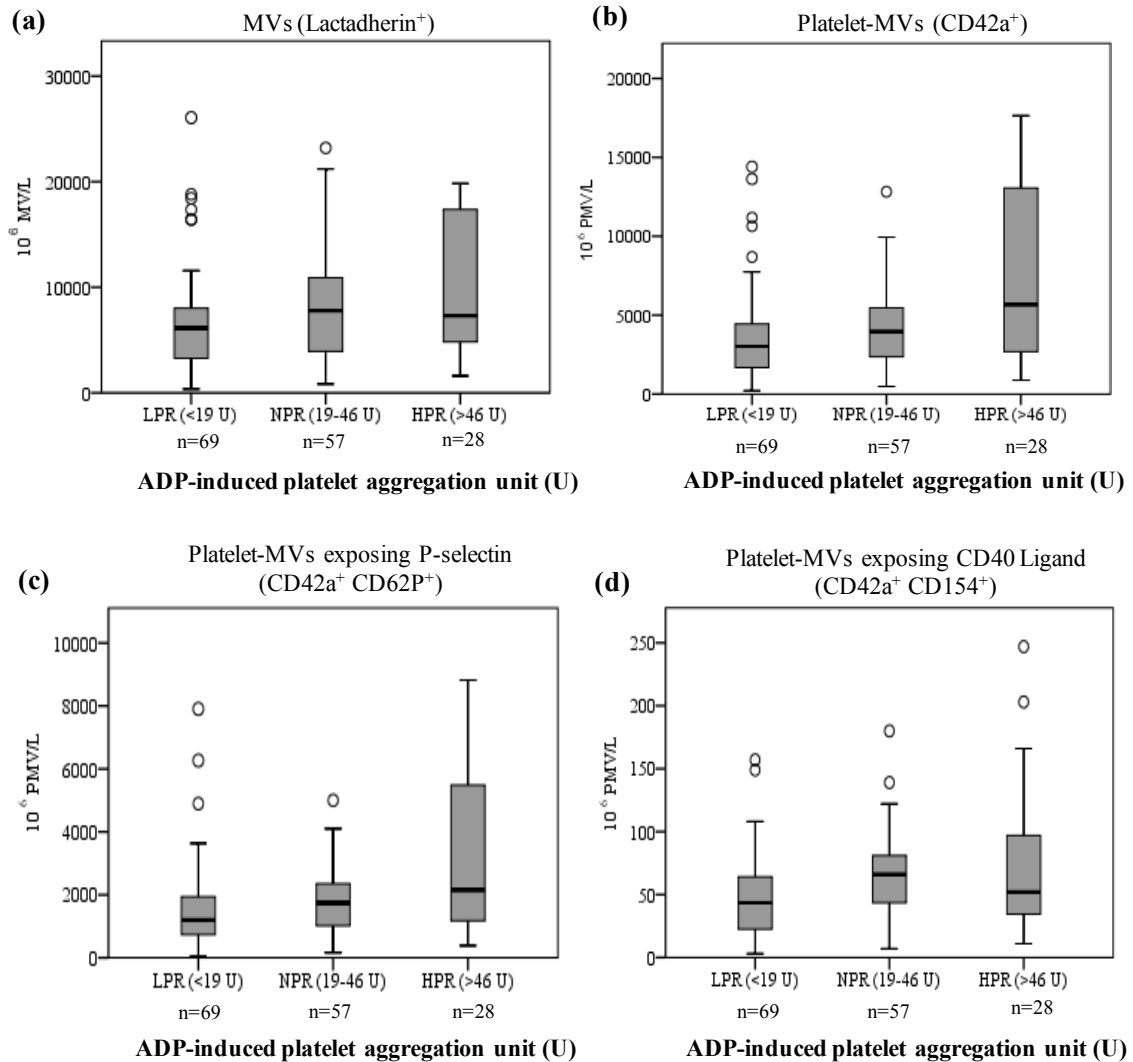 (a)
MVs (Lactadherin⁺)
30000
20000
10000
0
10⁶ MV/L
LPR (<19 U) NPR (19-46 U) HPR (>46 U)
n=69 n=57 n=28
ADP-induced platelet aggregation unit (U)
(b)
Platelet-MVs (CD42a⁺)
20000
15000
10000
5000
0
10⁶ PMV/L
LPR (<19 U) NPR (19-46 U) HPR (>46 U)
n=69 n=57 n=28
ADP-induced platelet aggregation unit (U)
(c)
Platelet-MVs exposing P-selectin
(CD42a⁺ CD62P⁺)
10000
8000
6000
4000
2000
0
10⁶ PMV/L
LPR (<19 U) NPR (19-46 U) HPR (>46 U)
n=69 n=57 n=28
ADP-induced platelet aggregation unit (U)
(d)
Platelet-MVs exposing CD40 Ligand
(CD42a⁺ CD154⁺)
250
200
150
100
50
0
10⁶ PMV/L
LPR (<19 U) NPR (19-46 U) HPR (>46 U)
n=69 n=57 n=28
ADP-induced platelet aggregation unit (U)